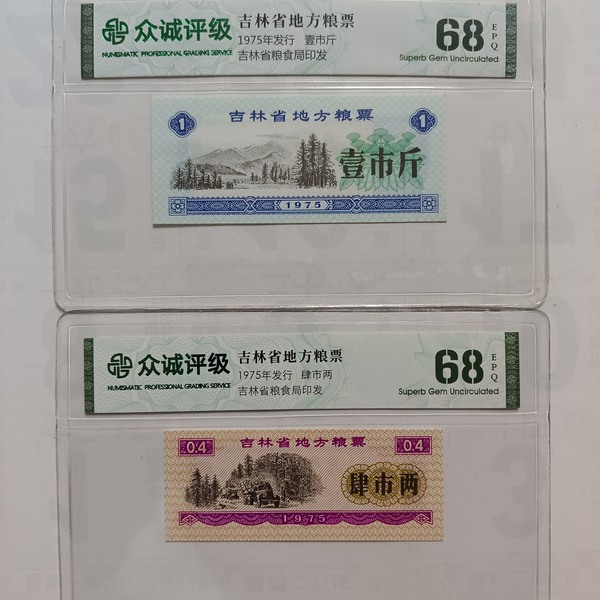 众诚评级
NUMISMATIC PROFESSIONAL GRADING SERVICE
吉林省地方粮票
1975年发行 壹市斤
吉林省粮食局印发
68
EPQ
Superb Gem Uncirculated
1
吉林省地方粮票
1
壹市斤
1975
众诚评级
NUMISMATIC PROFESSIONAL GRADING SERVICE
吉林省地方粮票
1975年发行 肆市两
吉林省粮食局印发
68
EPQ
Superb Gem Uncirculated
0.4
吉林省地方粮票
0.4
肆市两
1975